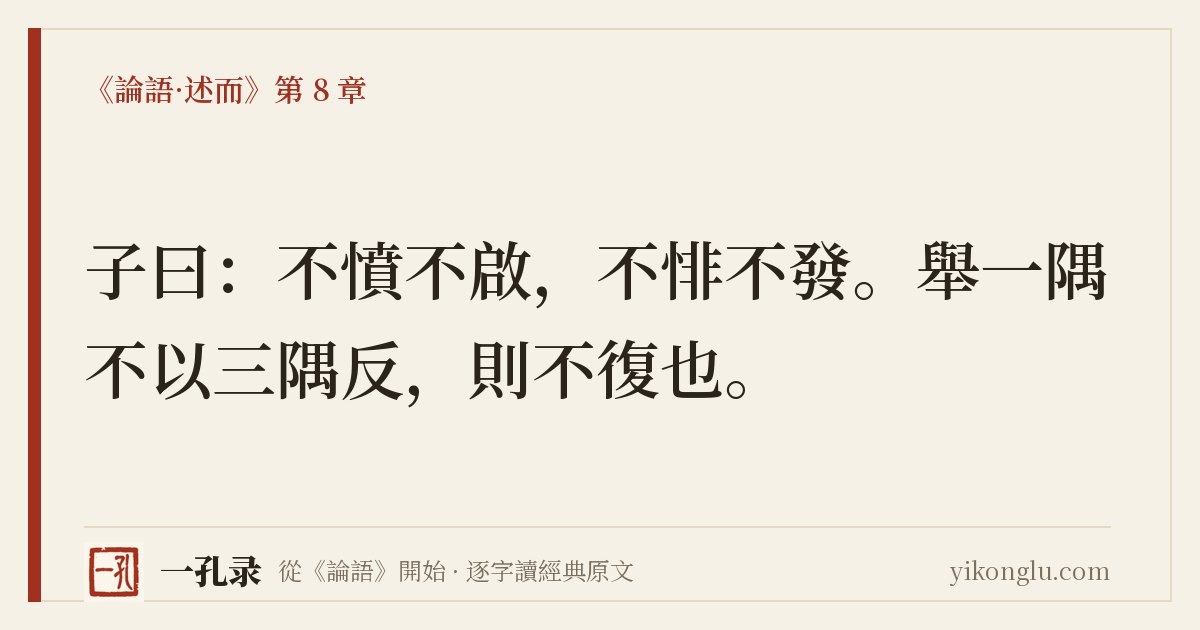 《論語·述而》第 8 章
子曰：不憤不啟，不悱不發。舉一隅
不以三隅反，則不復也。
一孔
一孔录 從《論語》開始 · 逐字讀經典原文
yikonglu.com